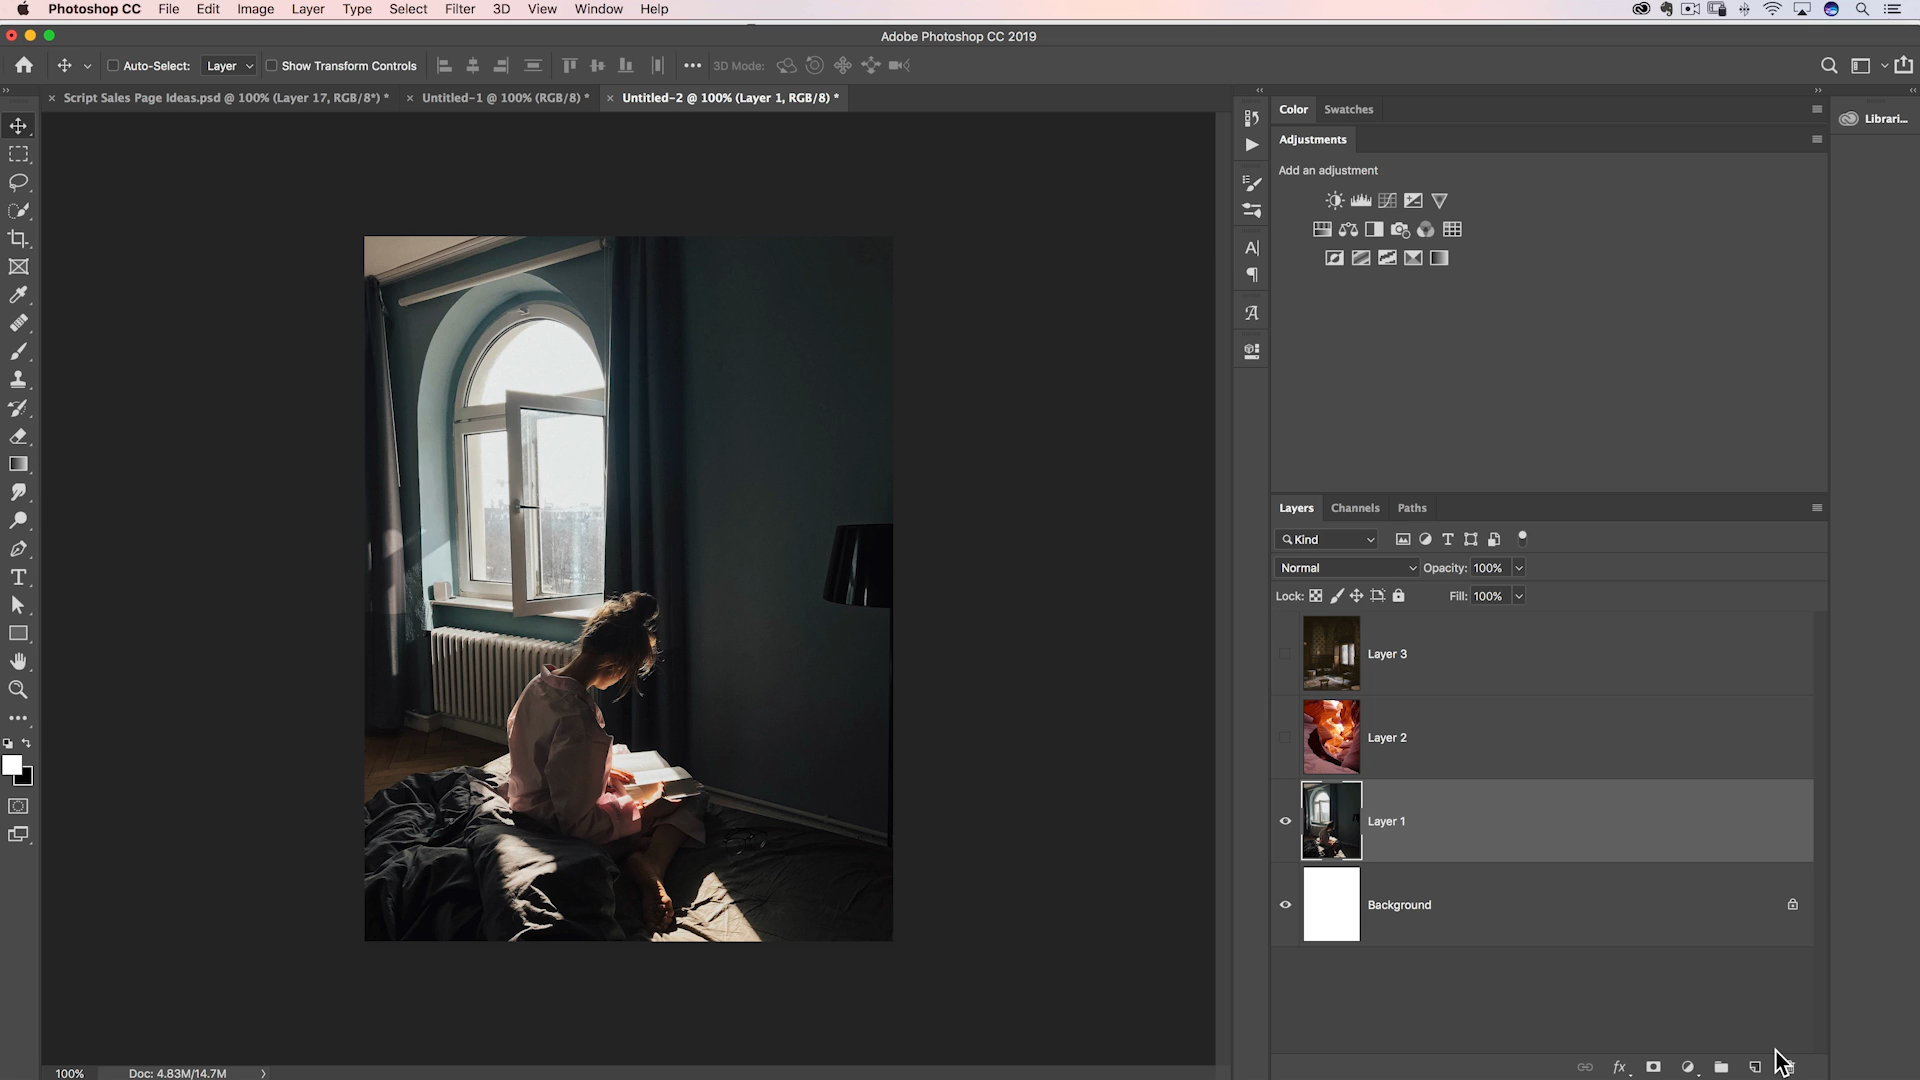 Photoshop CC File Edit Image Layer Type Select Filter 3D View Window Help
Adobe Photoshop CC 2019
Auto-Select: Layer Show Transform Controls 3D Mode:
Script Sales Page Ideas.psd @ 100% (Layer 17, RGB/8*) * Untitled-1 @ 100% (RGB/8) * Untitled-2 @ 100% (Layer 1, RGB/8) *
Color Swatches
Librari...
Adjustments
Add an adjustment
Layers Channels Paths
Kind
Normal Opacity: 100%
Lock: Fill: 100%
Layer 3
Layer 2
Layer 1
Background
fx
100% Doc: 4.83M/14.7M